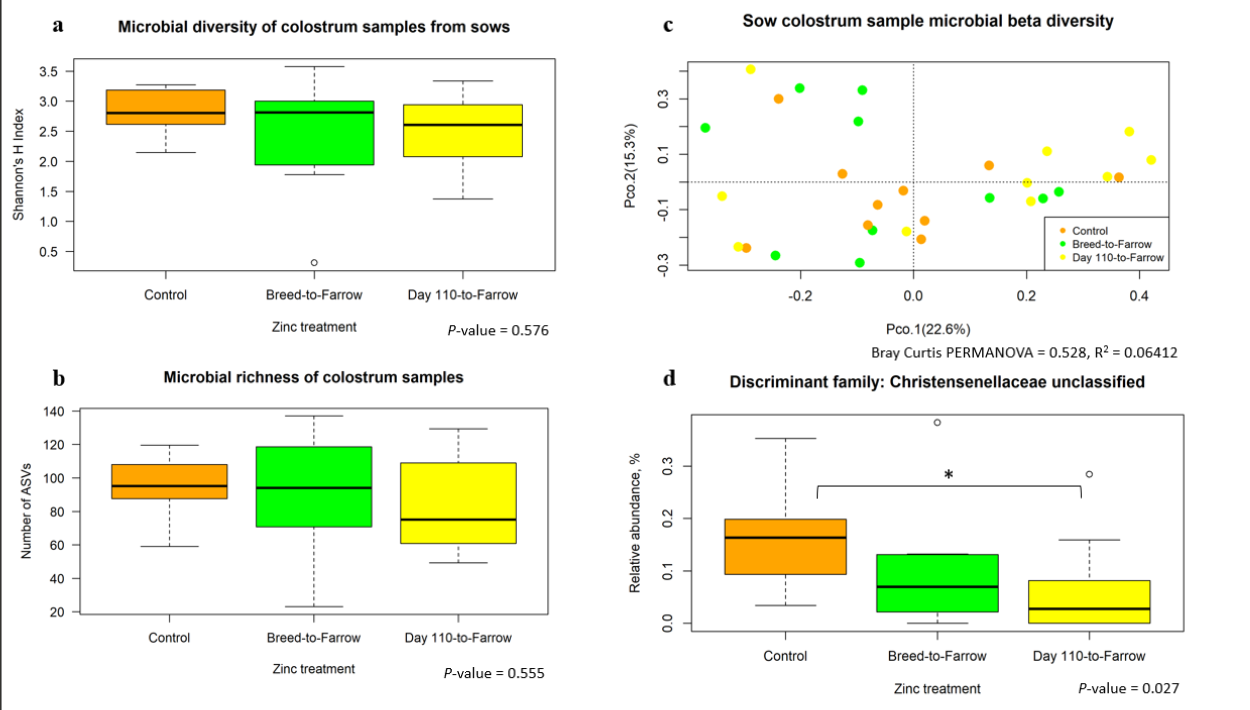 a
Microbial diversity of colostrum samples from sows
Shannon's H Index
3.5
3.0
2.5
2.0
1.5
1.0
0.5
Control
Breed-to-Farrow
Day 110-to-Farrow
Zinc treatment
P-value = 0.576
b
Microbial richness of colostrum samples
Number of ASVs
140
120
100
80
60
40
20
Control
Breed-to-Farrow
Day 110-to-Farrow
Zinc treatment
P-value = 0.555
c
Sow colostrum sample microbial beta diversity
Pco.2(15.3%)
0.3
0.1
-0.1
-0.3
Control
Breed-to-Farrow
Day 110-to-Farrow
-0.2
0.0
0.2
0.4
Pco.1(22.6%)
Bray Curtis PERMANOVA = 0.528, R² = 0.06412
d
Discriminant family: Christensenellaceae unclassified
Relative abundance, %
0.3
0.2
0.1
0.0
*
Control
Breed-to-Farrow
Day 110-to-Farrow
Zinc treatment
P-value = 0.027